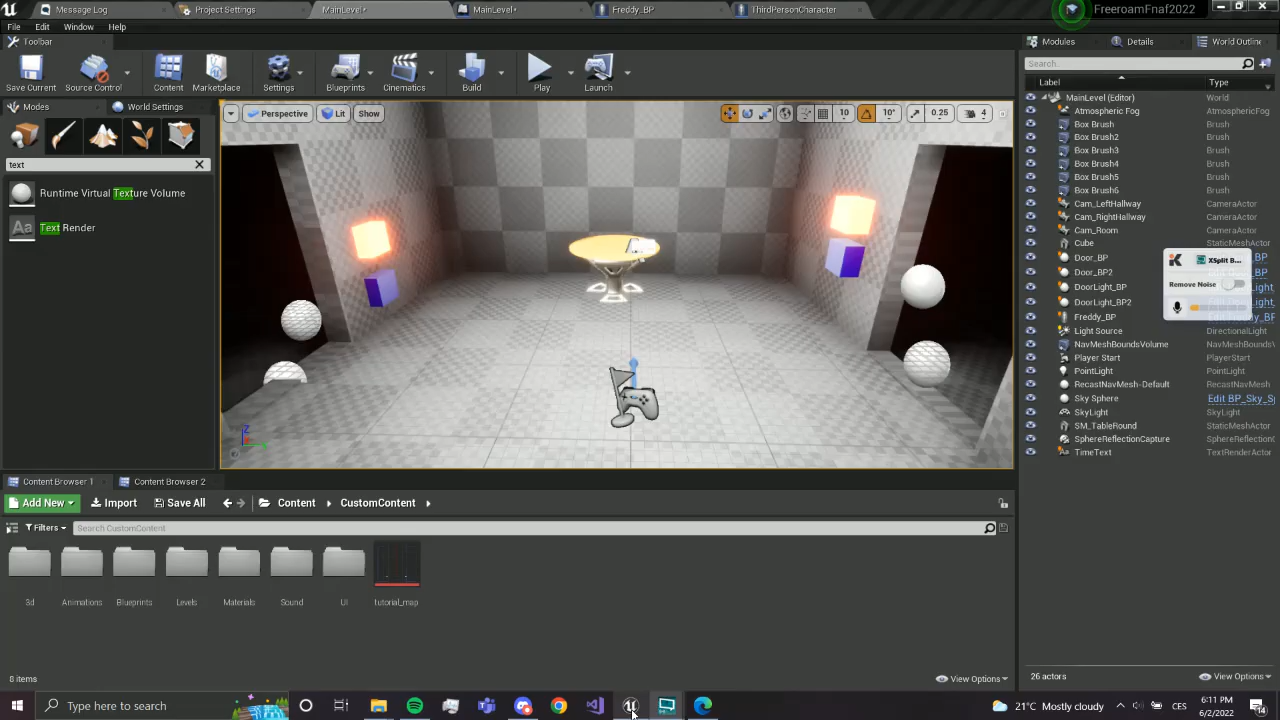 Message Log
Project Settings
MainLevel•
MainLevel•
Freddy_BP
ThirdPersonCharacter
FreeroamFnaf2022
File
Edit
Window
Help
Toolbar
Modules
Details
World Outline
Save Current
Source Control
Content
Marketplace
Settings
Blueprints
Cinematics
Build
Play
Launch
Search...
Label
Type
Modes
World Settings
Perspective
Lit
Show
10
10°
0.25
4
text
Runtime Virtual Texture Volume
Text Render
MainLevel (Editor)
World
Atmospheric Fog
AtmosphericFog
Box Brush
Brush
Box Brush2
Brush
Box Brush3
Brush
Box Brush4
Brush
Box Brush5
Brush
Box Brush6
Brush
Cam_LeftHallway
CameraActor
Cam_RightHallway
CameraActor
Cam_Room
CameraActor
Cube
StaticMeshActor
Door_BP
Door_BP2
DoorLight_BP
DoorLight_BP2
Freddy_BP
Light Source
DirectionalLight
NavMeshBoundsVolume
NavMeshBoundsV
Player Start
PlayerStart
PointLight
PointLight
RecastNavMesh-Default
RecastNavMesh
Sky Sphere
Edit BP_Sky_Sp
SkyLight
SkyLight
SM_TableRound
StaticMeshActor
SphereReflectionCapture
SphereReflectionC
TimeText
TextRenderActor
XSplit B...
Remove Noise
Content Browser 1
Content Browser 2
Add New
Import
Save All
Content
CustomContent
Filters
Search CustomContent
3d
Animations
Blueprints
Levels
Materials
Sound
UI
tutorial_map
8 items
View Options
26 actors
View Options
Type here to search
21°C Mostly cloudy
CES
6:11 PM
6/2/2022